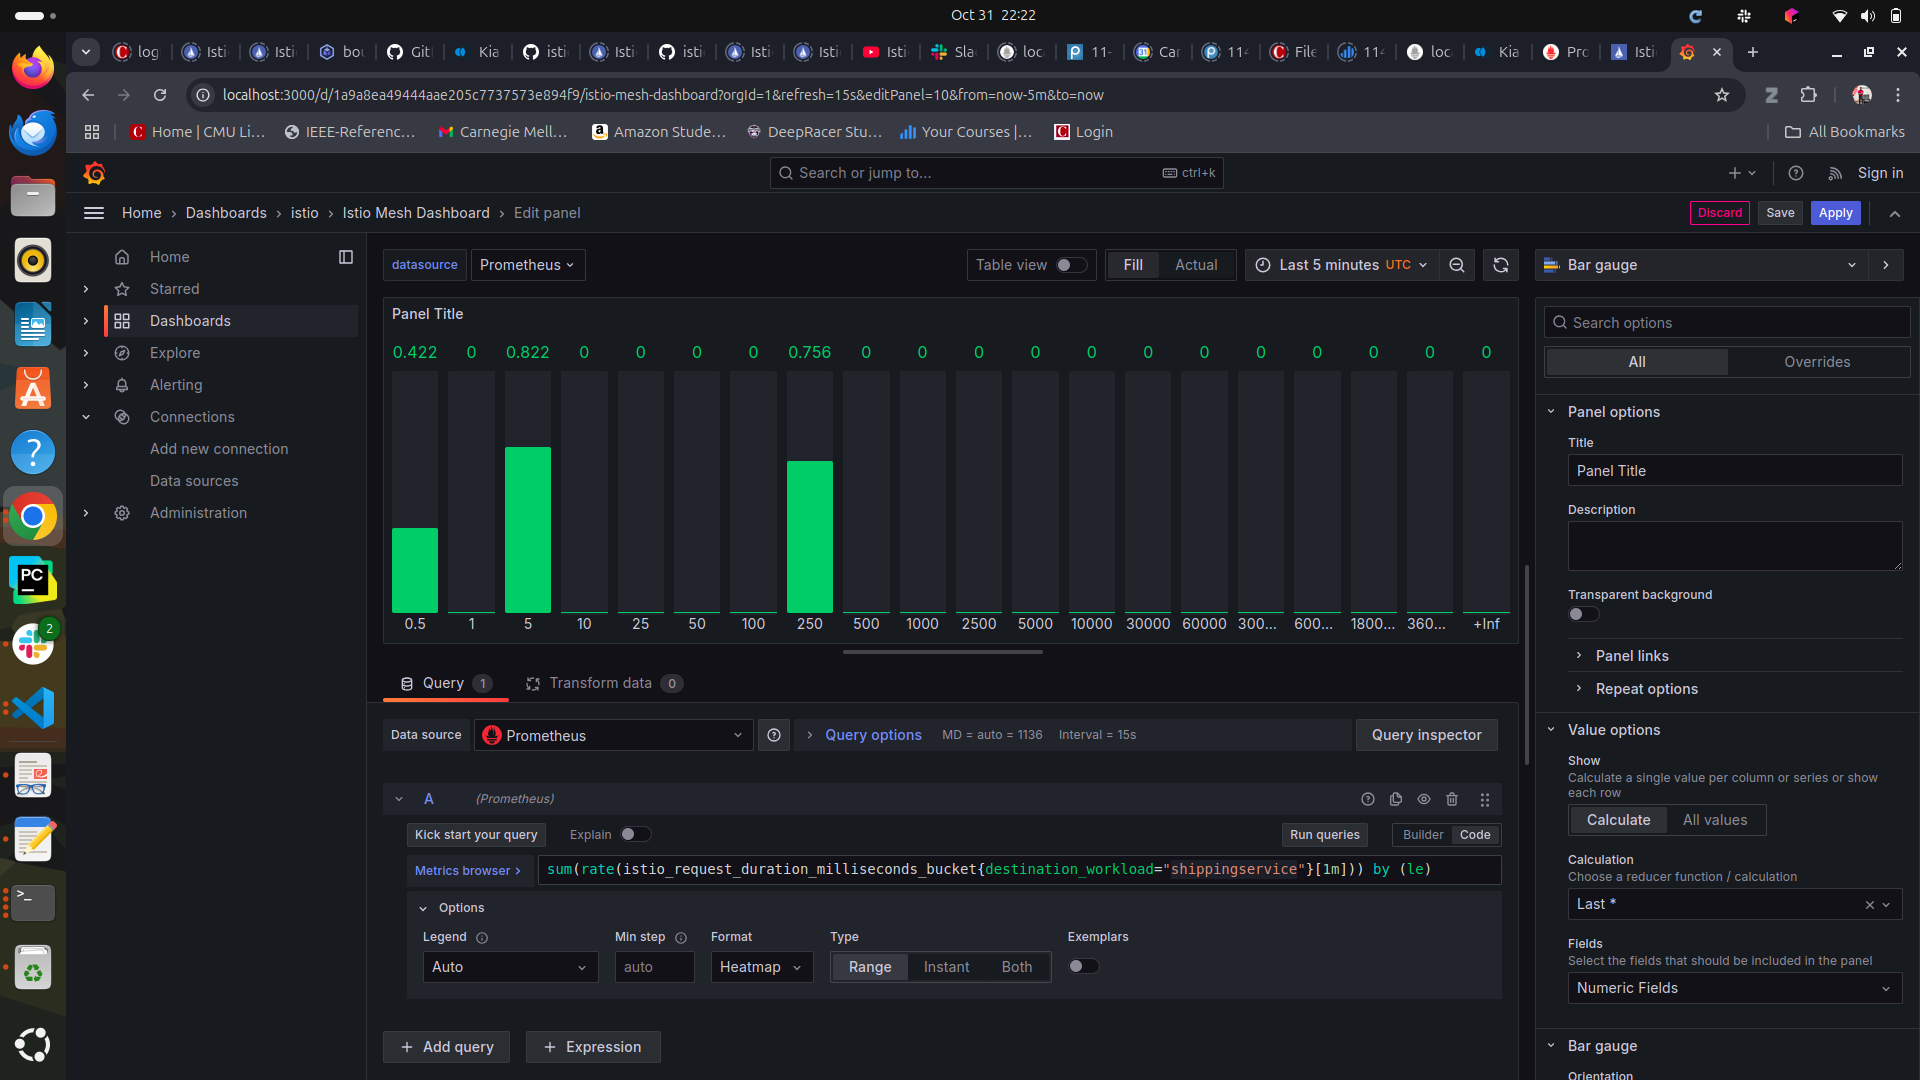 Oct 31 22:22
log
Isti
Isti
bou
Git
Kia
isti
Isti
isti
Isti
Isti
Isti
Sla
loc
11-
Car
114
File
114
loc
Kia
Pro
Isti
localhost:3000/d/1a9a8ea49444aae205c7737573e894f9/istio-mesh-dashboard?orgId=1&refresh=15s&editPanel=10&from=now-5m&to=now
Home | CMU Li...
IEEE-Referenc...
Carnegie Mell...
Amazon Stude...
DeepRacer Stu...
Your Courses |...
Login
All Bookmarks
Search or jump to...
ctrl+k
Sign in
Home › Dashboards › istio › Istio Mesh Dashboard › Edit panel
Discard
Save
Apply
Home
Starred
Dashboards
Explore
Alerting
Connections
Add new connection
Data sources
Administration
datasource
Prometheus
Table view
Fill
Actual
Last 5 minutes UTC
Panel Title
0.422 0 0.822 0 0 0 0 0.756 0 0 0 0 0 0 0 0 0 0 0 0
0.5 1 5 10 25 50 100 250 500 1000 2500 5000 10000 30000 60000 300... 600... 1800... 360... +Inf
Query 1
Transform data 0
Data source
Prometheus
Query options
MD = auto = 1136
Interval = 15s
Query inspector
A
(Prometheus)
Kick start your query
Explain
Run queries
Builder
Code
Metrics browser ›
sum(rate(istio_request_duration_milliseconds_bucket{destination_workload="shippingservice"}[1m])) by (le)
Options
Legend
Min step
Format
Type
Exemplars
Auto
auto
Heatmap
Range
Instant
Both
+ Add query
+ Expression
Bar gauge
Search options
All
Overrides
Panel options
Title
Panel Title
Description
Transparent background
Panel links
Repeat options
Value options
Show
Calculate a single value per column or series or show
each row
Calculate
All values
Calculation
Choose a reducer function / calculation
Last *
Fields
Select the fields that should be included in the panel
Numeric Fields
Bar gauge
Orientation
PC
2